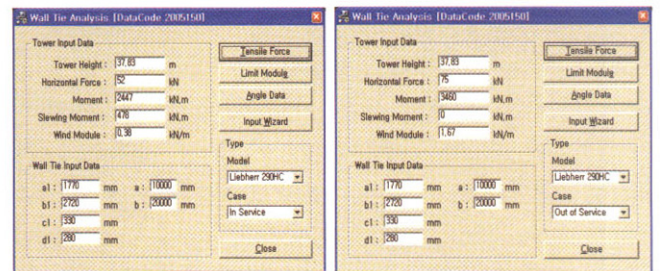 Wall Tie Analysis [DataCode 2005150]
Tower Input Data
Tower Height : 37,83 m
Horizontal Force : 52 kN
Moment : 2447 kN,m
Slewing Moment : 478 kN,m
Wind Module : 0,38 kN/m
Tensile Force
Limit Module
Angle Data
Input Wizard
Wall Tie Input Data
a1 : 1770 mm a : 10000 mm
b1 : 2720 mm b : 20000 mm
c1 : 330 mm
d1 : 280 mm
Type
Model
Liebherr 290HC
Case
In Service
Close
Wall Tie Analysis [DataCode 2005150]
Tower Input Data
Tower Height : 37,83 m
Horizontal Force : 75 kN
Moment : 3460 kN,m
Slewing Moment : 0 kN,m
Wind Module : 1,67 kN/m
Tensile Force
Limit Module
Angle Data
Input Wizard
Wall Tie Input Data
a1 : 1770 mm a : 10000 mm
b1 : 2720 mm b : 20000 mm
c1 : 330 mm
d1 : 280 mm
Type
Model
Liebherr 290HC
Case
Out of Service
Close